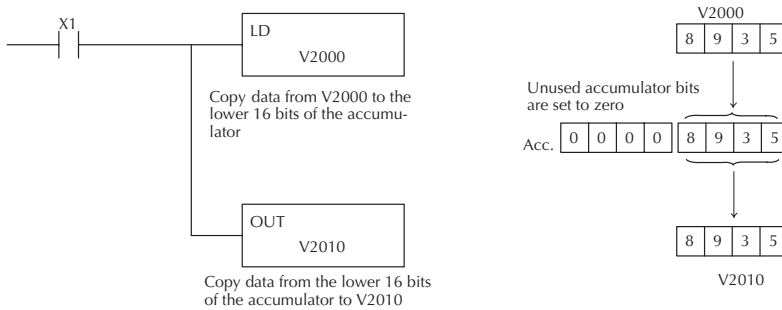 X1
LD
V2000
Copy data from V2000 to the
lower 16 bits of the accumu-
lator
OUT
V2010
Copy data from the lower 16 bits
of the accumulator to V2010
V2000
8 9 3 5
Unused accumulator bits
are set to zero
Acc. 0 0 0 0 8 9 3 5
8 9 3 5
V2010